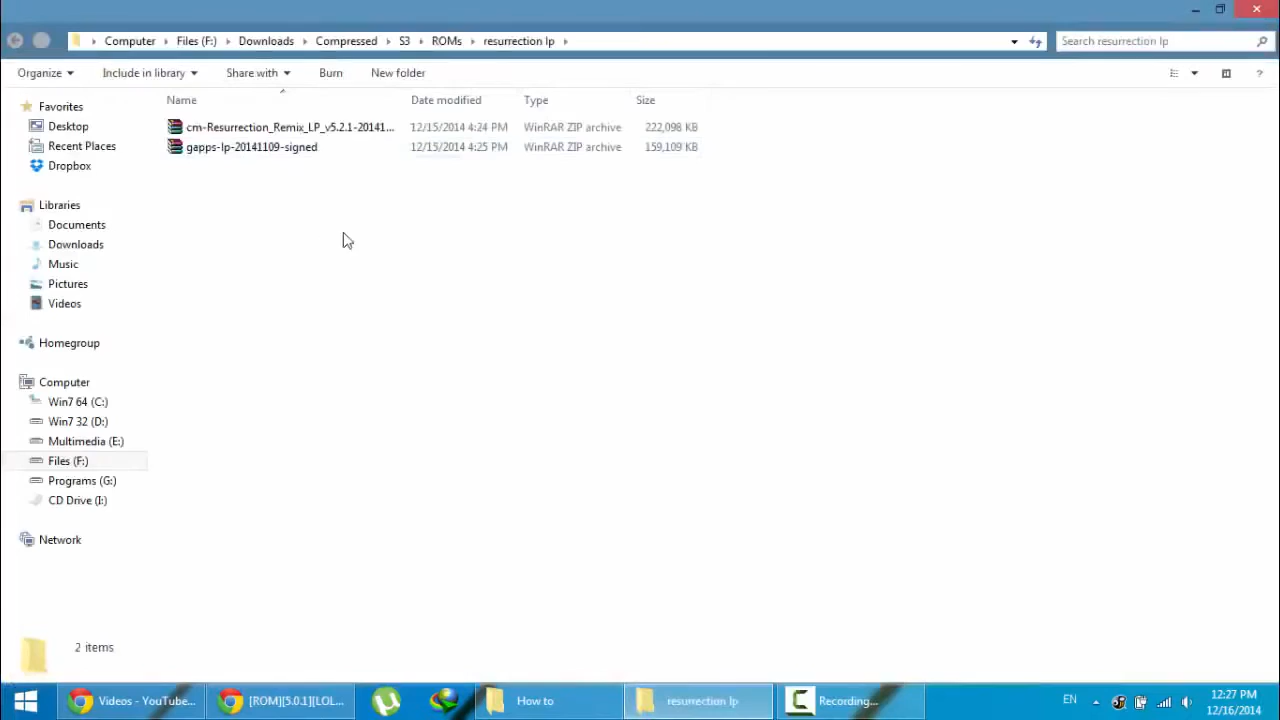 Computer Files (F:) Downloads Compressed S3 ROMs resurrection lp
Search resurrection lp
Organize Include in library Share with Burn New folder
Name Date modified Type Size
cm-Resurrection_Remix_LP_v5.2.1-20141... 12/15/2014 4:24 PM WinRAR ZIP archive 222,098 KB
gapps-lp-20141109-signed 12/15/2014 4:25 PM WinRAR ZIP archive 159,109 KB
Favorites
Desktop
Recent Places
Dropbox
Libraries
Documents
Downloads
Music
Pictures
Videos
Homegroup
Computer
Win7 64 (C:)
Win7 32 (D:)
Multimedia (E:)
Files (F:)
Programs (G:)
CD Drive (I:)
Network
2 items
Videos - YouTube... [ROM][5.0.1][LOL... How to resurrection lp Recording... EN 12:27 PM
12/16/2014